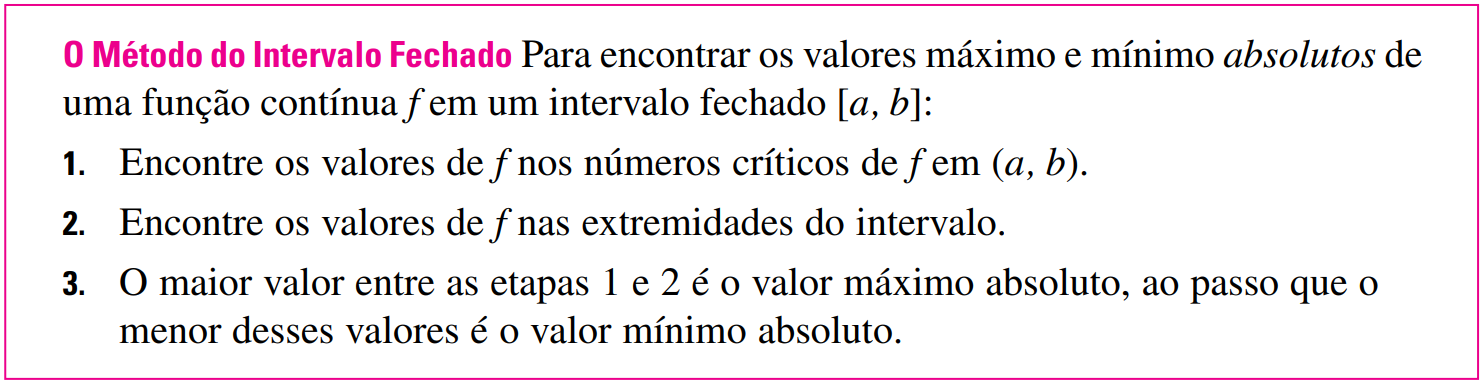 O Método do Intervalo Fechado Para encontrar os valores máximo e mínimo absolutos de
uma função contínua f em um intervalo fechado [a, b]:
1. Encontre os valores de f nos números críticos de f em (a, b).
2. Encontre os valores de f nas extremidades do intervalo.
3. O maior valor entre as etapas 1 e 2 é o valor máximo absoluto, ao passo que o
menor desses valores é o valor mínimo absoluto.